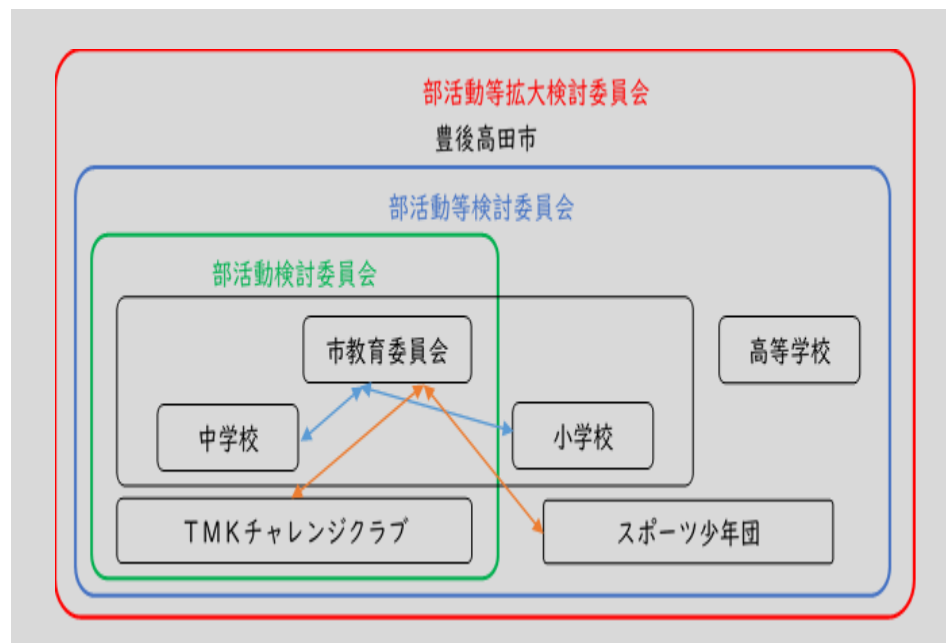 部活動等拡大検討委員会
豊後高田市
部活動等検討委員会
部活動検討委員会
市教育委員会
高等学校
中学校
小学校
TMKチャレンジクラブ
スポーツ少年団